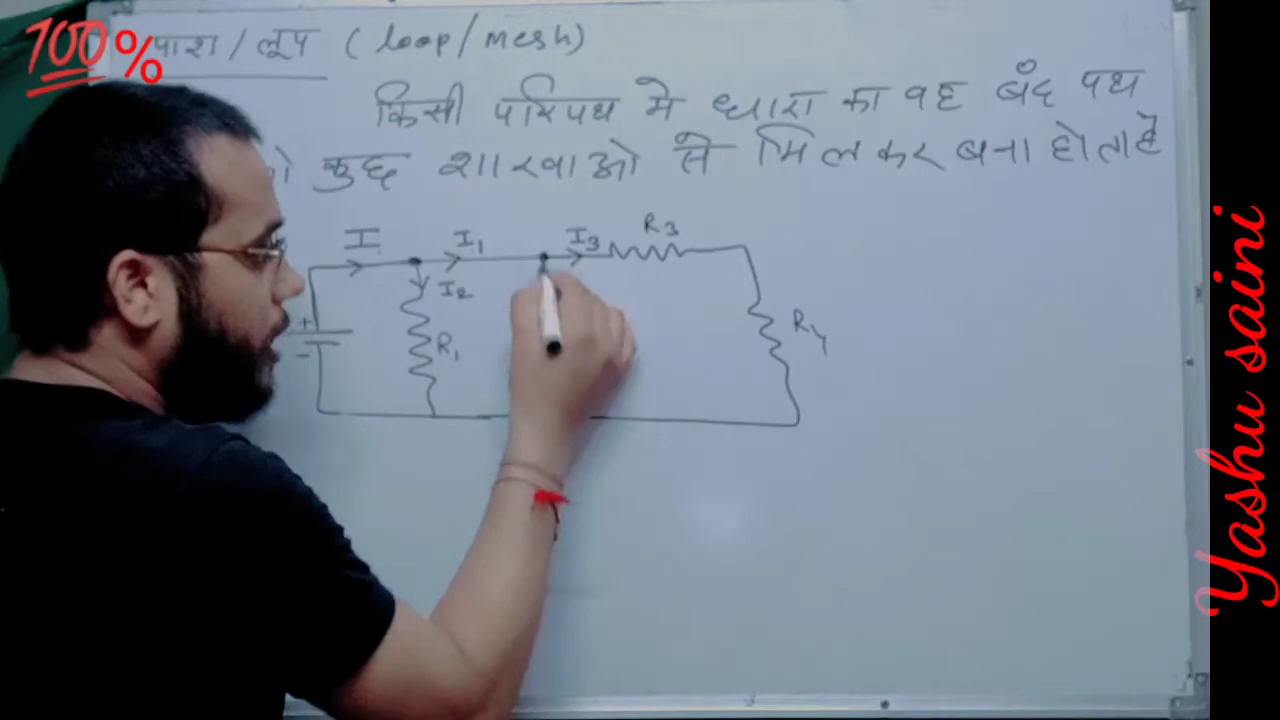 100%
पाश / लूप ( loop/mesh)
किसी परिपथ मे धारा का वह बंद पथ
कुछ शाखाओ से मिलकर बना होता है
I I1 I3 R3
I2
+
-
R1
R4
Yashu saini